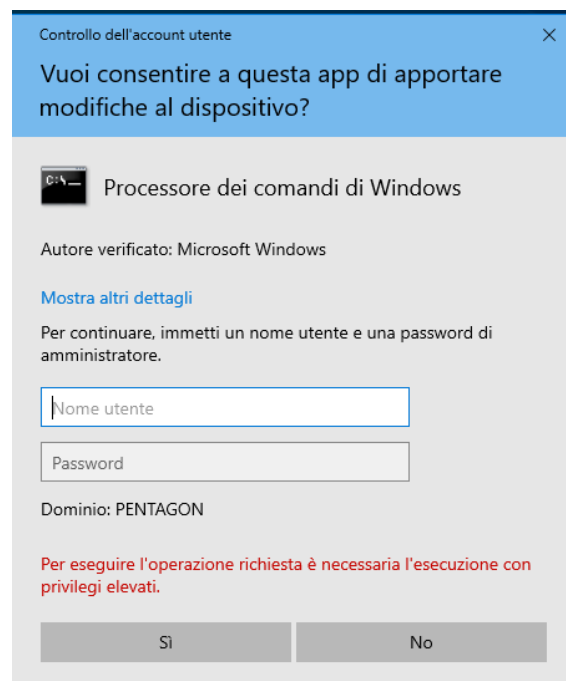 Controllo dell'account utente
Vuoi consentire a questa app di apportare
modifiche al dispositivo?
C:\_
Processore dei comandi di Windows
Autore verificato: Microsoft Windows
Mostra altri dettagli
Per continuare, immetti un nome utente e una password di
amministratore.
Nome utente
Password
Dominio: PENTAGON
Per eseguire l'operazione richiesta è necessaria l'esecuzione con
privilegi elevati.
Sì
No